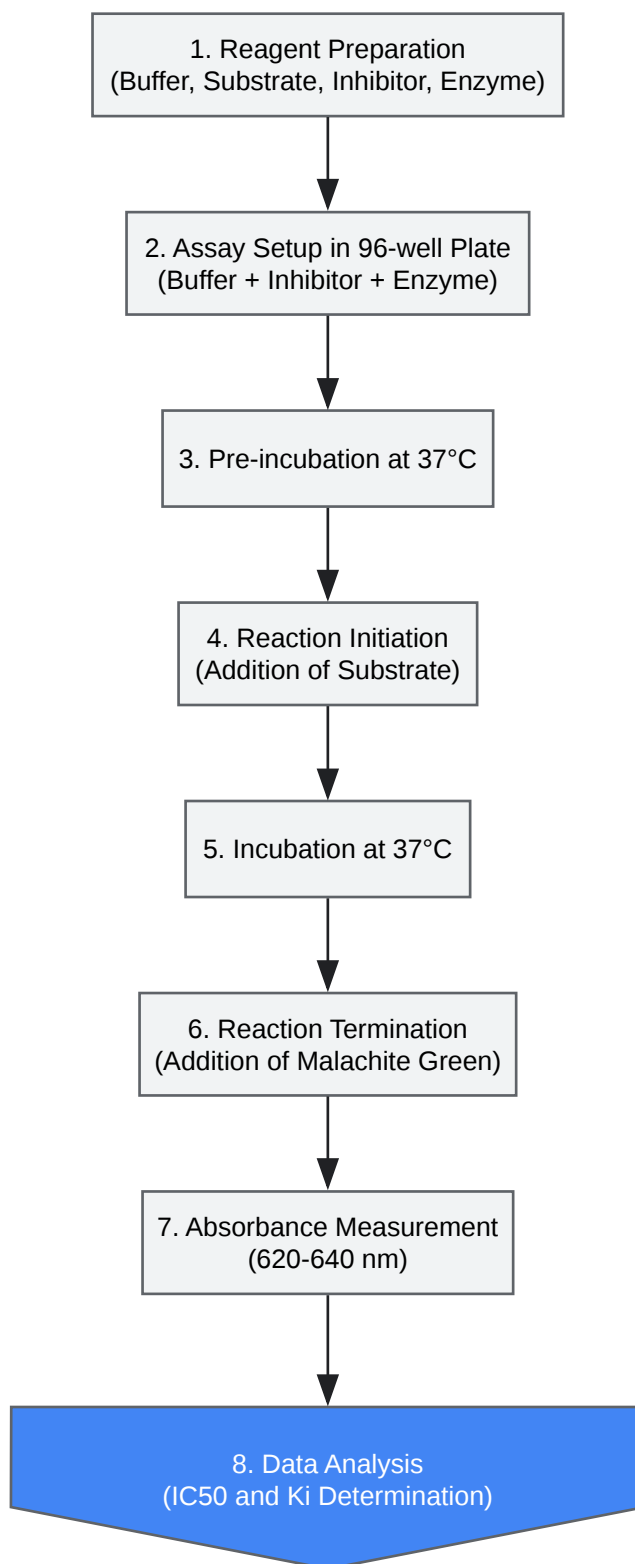 1. Reagent Preparation
(Buffer, Substrate, Inhibitor, Enzyme)
2. Assay Setup in 96-well Plate
(Buffer + Inhibitor + Enzyme)
3. Pre-incubation at 37°C
4. Reaction Initiation
(Addition of Substrate)
5. Incubation at 37°C
6. Reaction Termination
(Addition of Malachite Green)
7. Absorbance Measurement
(620-640 nm)
8. Data Analysis
(IC50 and Ki Determination)